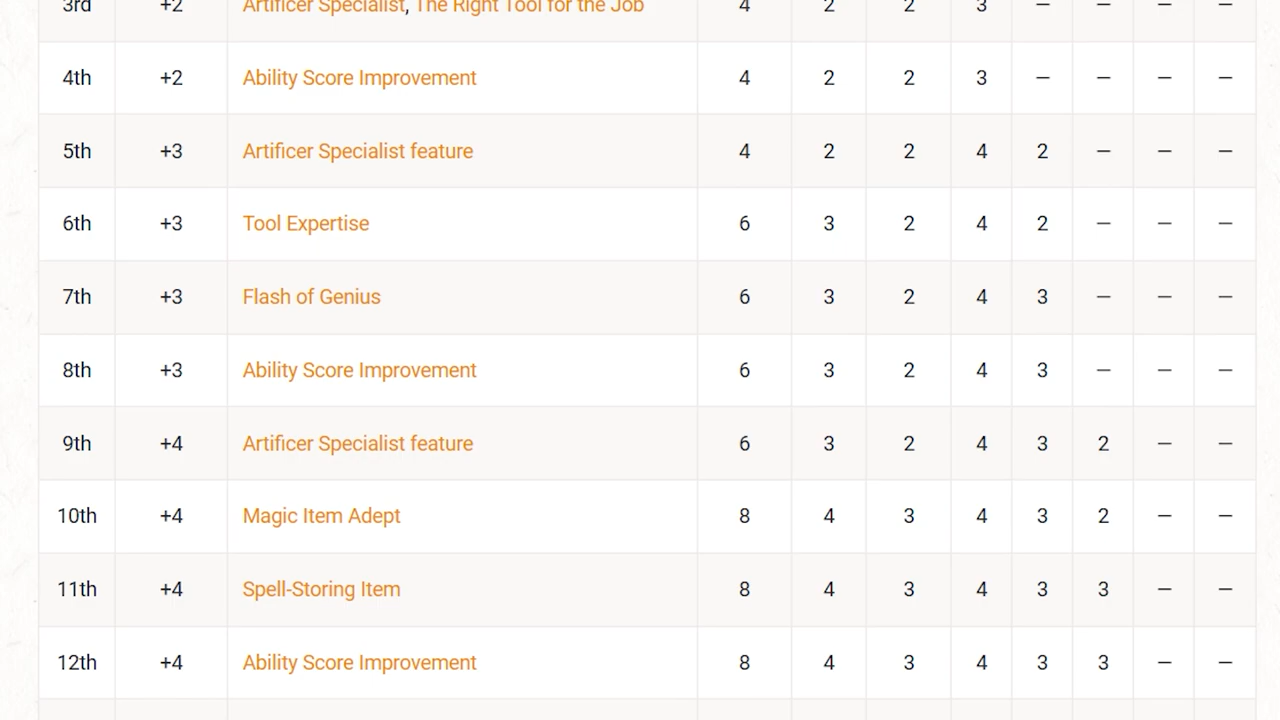 3rd +2 Artificer Specialist, The Right Tool for the Job 4 2 2 3 – – – –
4th +2 Ability Score Improvement 4 2 2 3 – – – –
5th +3 Artificer Specialist feature 4 2 2 4 2 – – –
6th +3 Tool Expertise 6 3 2 4 2 – – –
7th +3 Flash of Genius 6 3 2 4 3 – – –
8th +3 Ability Score Improvement 6 3 2 4 3 – – –
9th +4 Artificer Specialist feature 6 3 2 4 3 2 – –
10th +4 Magic Item Adept 8 4 3 4 3 2 – –
11th +4 Spell-Storing Item 8 4 3 4 3 3 – –
12th +4 Ability Score Improvement 8 4 3 4 3 3 – –